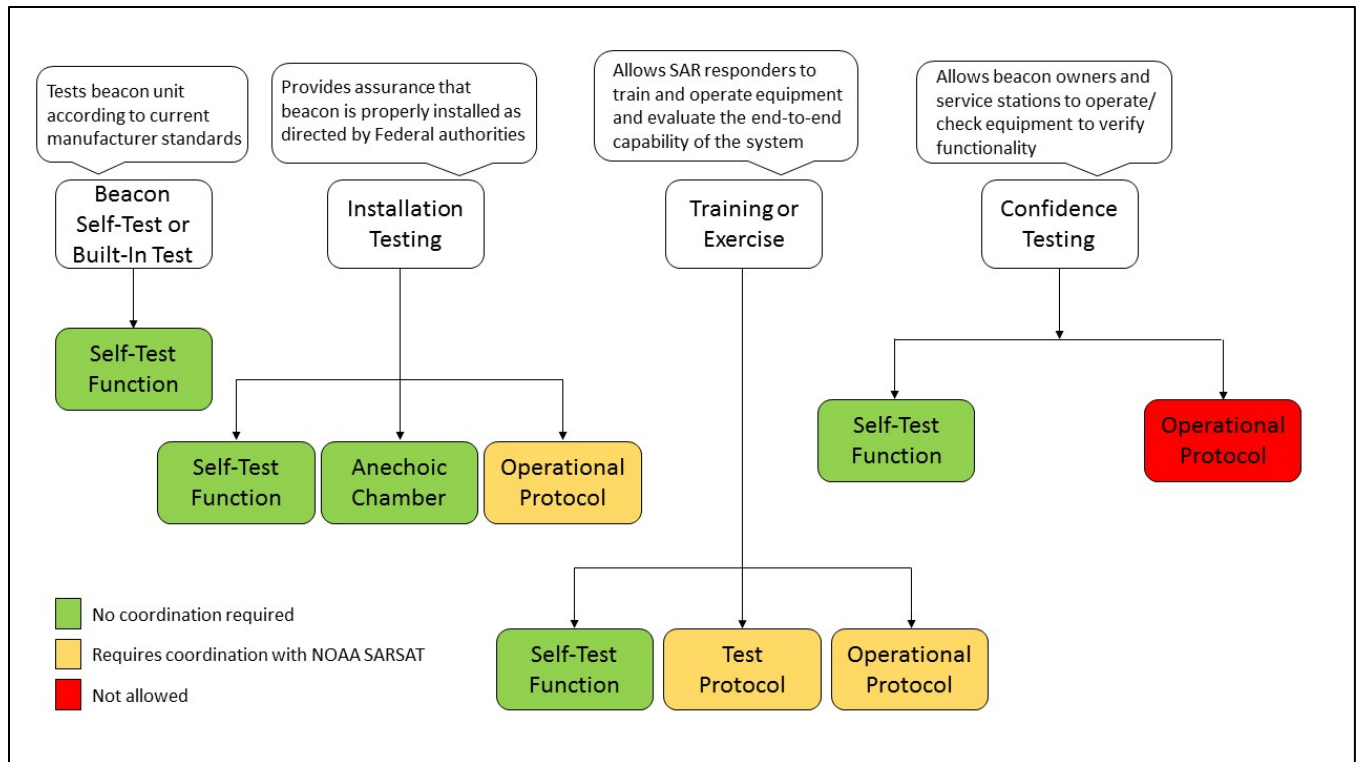 Tests beacon unit
according to current
manufacturer standards
Provides assurance that
beacon is properly installed as
directed by Federal authorities
Allows SAR responders to
train and operate equipment
and evaluate the end-to-end
capability of the system
Allows beacon owners and
service stations to operate/
check equipment to verify
functionality
Beacon
Self-Test or
Built-In Test
Installation
Testing
Training or
Exercise
Confidence
Testing
Self-Test
Function
Self-Test
Function
Anechoic
Chamber
Operational
Protocol
Self-Test
Function
Operational
Protocol
Self-Test
Function
Test
Protocol
Operational
Protocol
No coordination required
Requires coordination with NOAA SARSAT
Not allowed